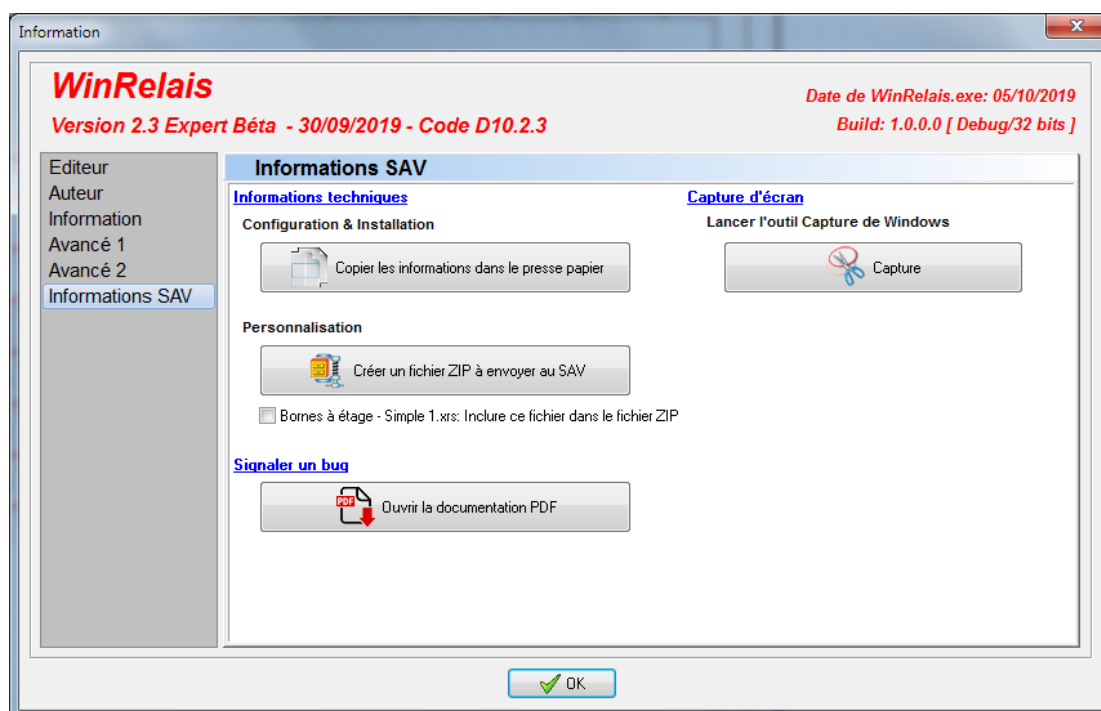 Information
WinRelais
Date de WinRelais.exe: 05/10/2019
Version 2.3 Expert Béta - 30/09/2019 - Code D10.2.3
Build: 1.0.0.0 [ Debug/32 bits ]
Editeur
Auteur
Information
Avancé 1
Avancé 2
Informations SAV
Informations SAV
Informations techniques
Configuration & Installation
Copier les informations dans le presse papier
Personnalisation
Créer un fichier ZIP à envoyer au SAV
Bornes à étage - Simple 1.xrs: Inclure ce fichier dans le fichier ZIP
Signaler un bug
PDF
Ouvrir la documentation PDF
Capture d'écran
Lancer l'outil Capture de Windows
Capture
OK